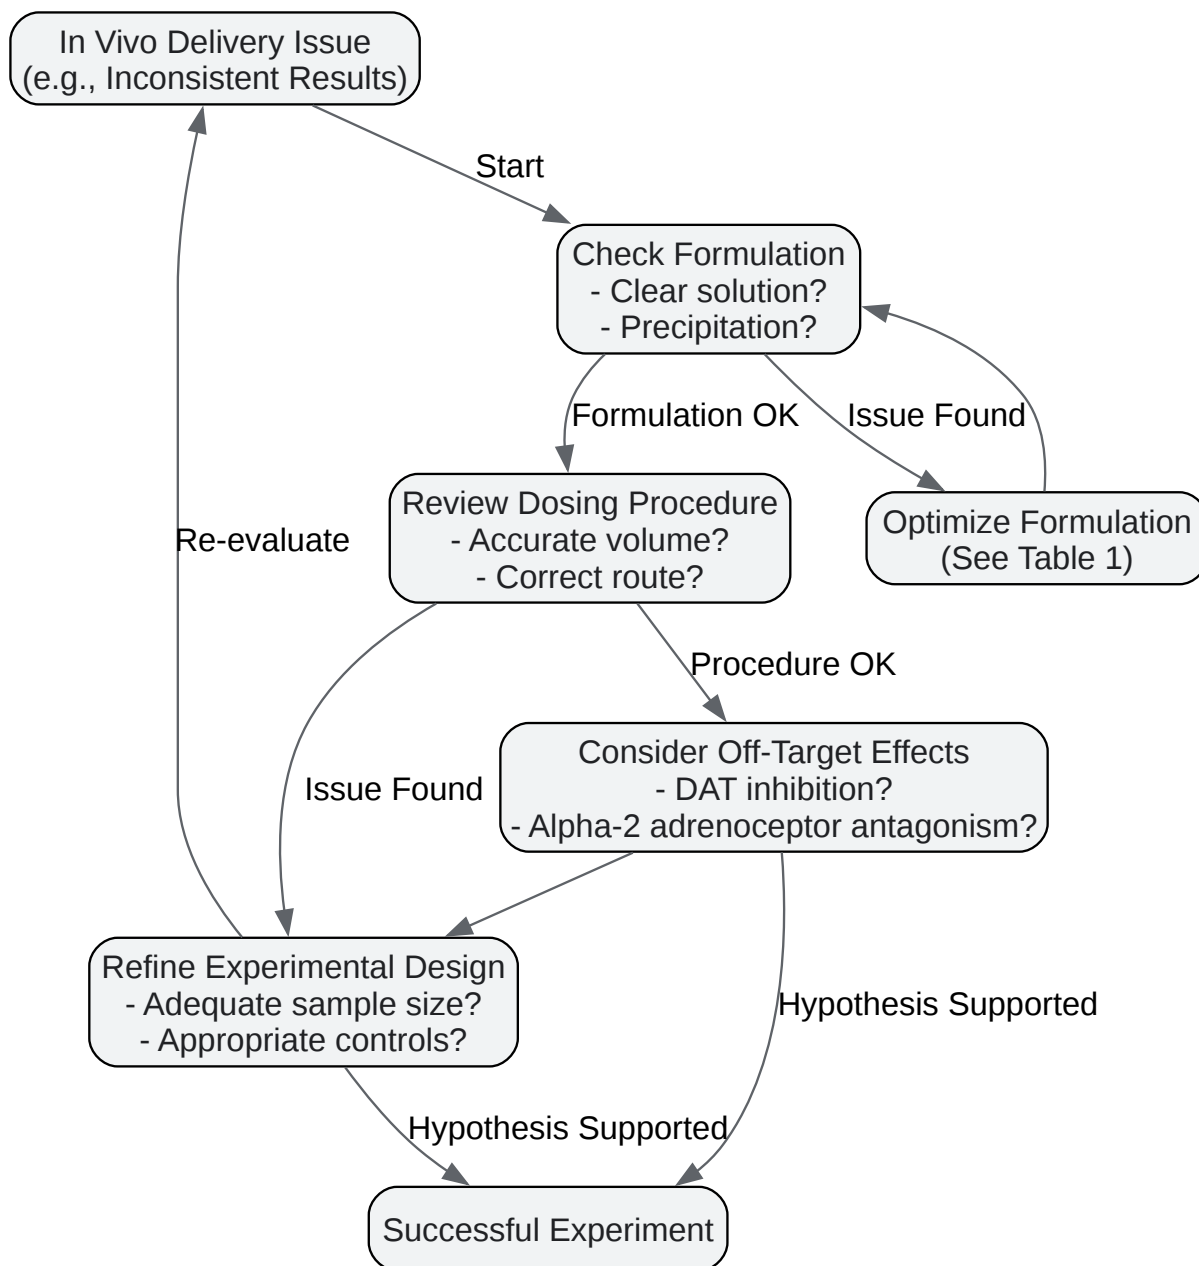 In Vivo Delivery Issue
(e.g., Inconsistent Results)
Start
Check Formulation
- Clear solution?
- Precipitation?
Formulation OK
Issue Found
Review Dosing Procedure
- Accurate volume?
- Correct route?
Optimize Formulation
(See Table 1)
Re-evaluate
Procedure OK
Consider Off-Target Effects
- DAT inhibition?
- Alpha-2 adrenoceptor antagonism?
Issue Found
Refine Experimental Design
- Adequate sample size?
- Appropriate controls?
Hypothesis Supported
Hypothesis Supported
Successful Experiment